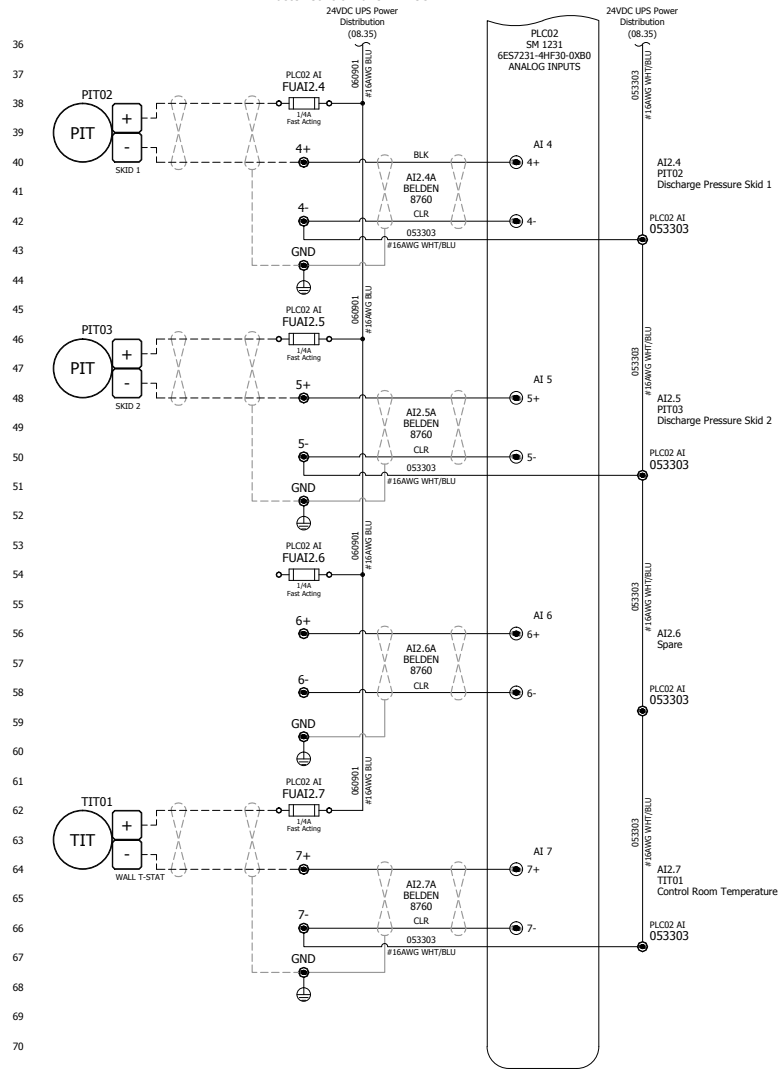 24VDC UPS Power
Distribution
(08.35)
24VDC UPS Power
Distribution
(08.35)
PLC02
SM 1231
6ES7231-4HF30-0XB0
ANALOG INPUTS
36
37
38
39
40
41
42
43
44
45
46
47
48
49
50
51
52
53
54
55
56
57
58
59
60
61
62
63
64
65
66
67
68
69
70
060901
#16AWG BLU
053303
#16AWG WHT/BLU
PIT02
PIT
+
-
SKID 1
PLC02 AI
FUAI2.4
1/4A
Fast Acting
4+
BLK
AI2.4A
BELDEN
8760
CLR
4-
053303
#16AWG WHT/BLU
GND
AI 4
4+
4-
AI2.4
PIT02
Discharge Pressure Skid 1
PLC02 AI
053303
060901
#16AWG BLU
053303
#16AWG WHT/BLU
PIT03
PIT
+
-
SKID 2
PLC02 AI
FUAI2.5
1/4A
Fast Acting
5+
AI2.5A
BELDEN
8760
CLR
5-
053303
#16AWG WHT/BLU
GND
AI 5
5+
5-
AI2.5
PIT03
Discharge Pressure Skid 2
PLC02 AI
053303
060901
#16AWG BLU
053303
#16AWG WHT/BLU
PLC02 AI
FUAI2.6
1/4A
Fast Acting
6+
AI2.6A
BELDEN
8760
CLR
6-
GND
AI 6
6+
6-
AI2.6
Spare
PLC02 AI
053303
060901
#16AWG BLU
053303
#16AWG WHT/BLU
TIT01
TIT
+
-
WALL T-STAT
PLC02 AI
FUAI2.7
1/4A
Fast Acting
7+
AI2.7A
BELDEN
8760
CLR
7-
053303
#16AWG WHT/BLU
GND
AI 7
7+
7-
AI2.7
TIT01
Control Room Temperature
PLC02 AI
053303